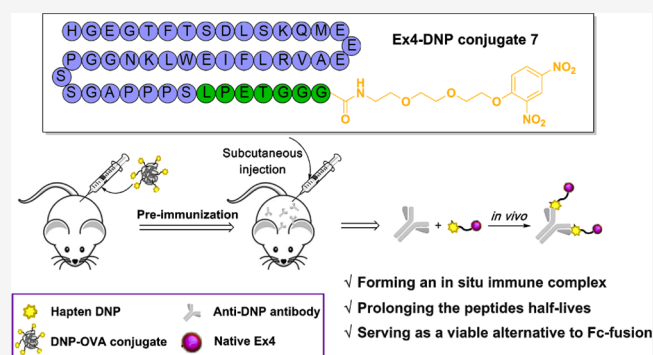 HGEGTFTSDLSKQME
E
Ex4-DNP conjugate 7
PGGNKLWEIFLRVAE
S
SGAPPPSLPETGGG
H
N
O
O
O
O
NO2
NO2
Subcutaneous
injection
Pre-immunization
+
in vivo
√ Forming an in situ immune complex
√ Prolonging the peptides half-lives
√ Serving as a viable alternative to Fc-fusion
Hapten DNP
Anti-DNP antibody
DNP-OVA conjugate
Native Ex4